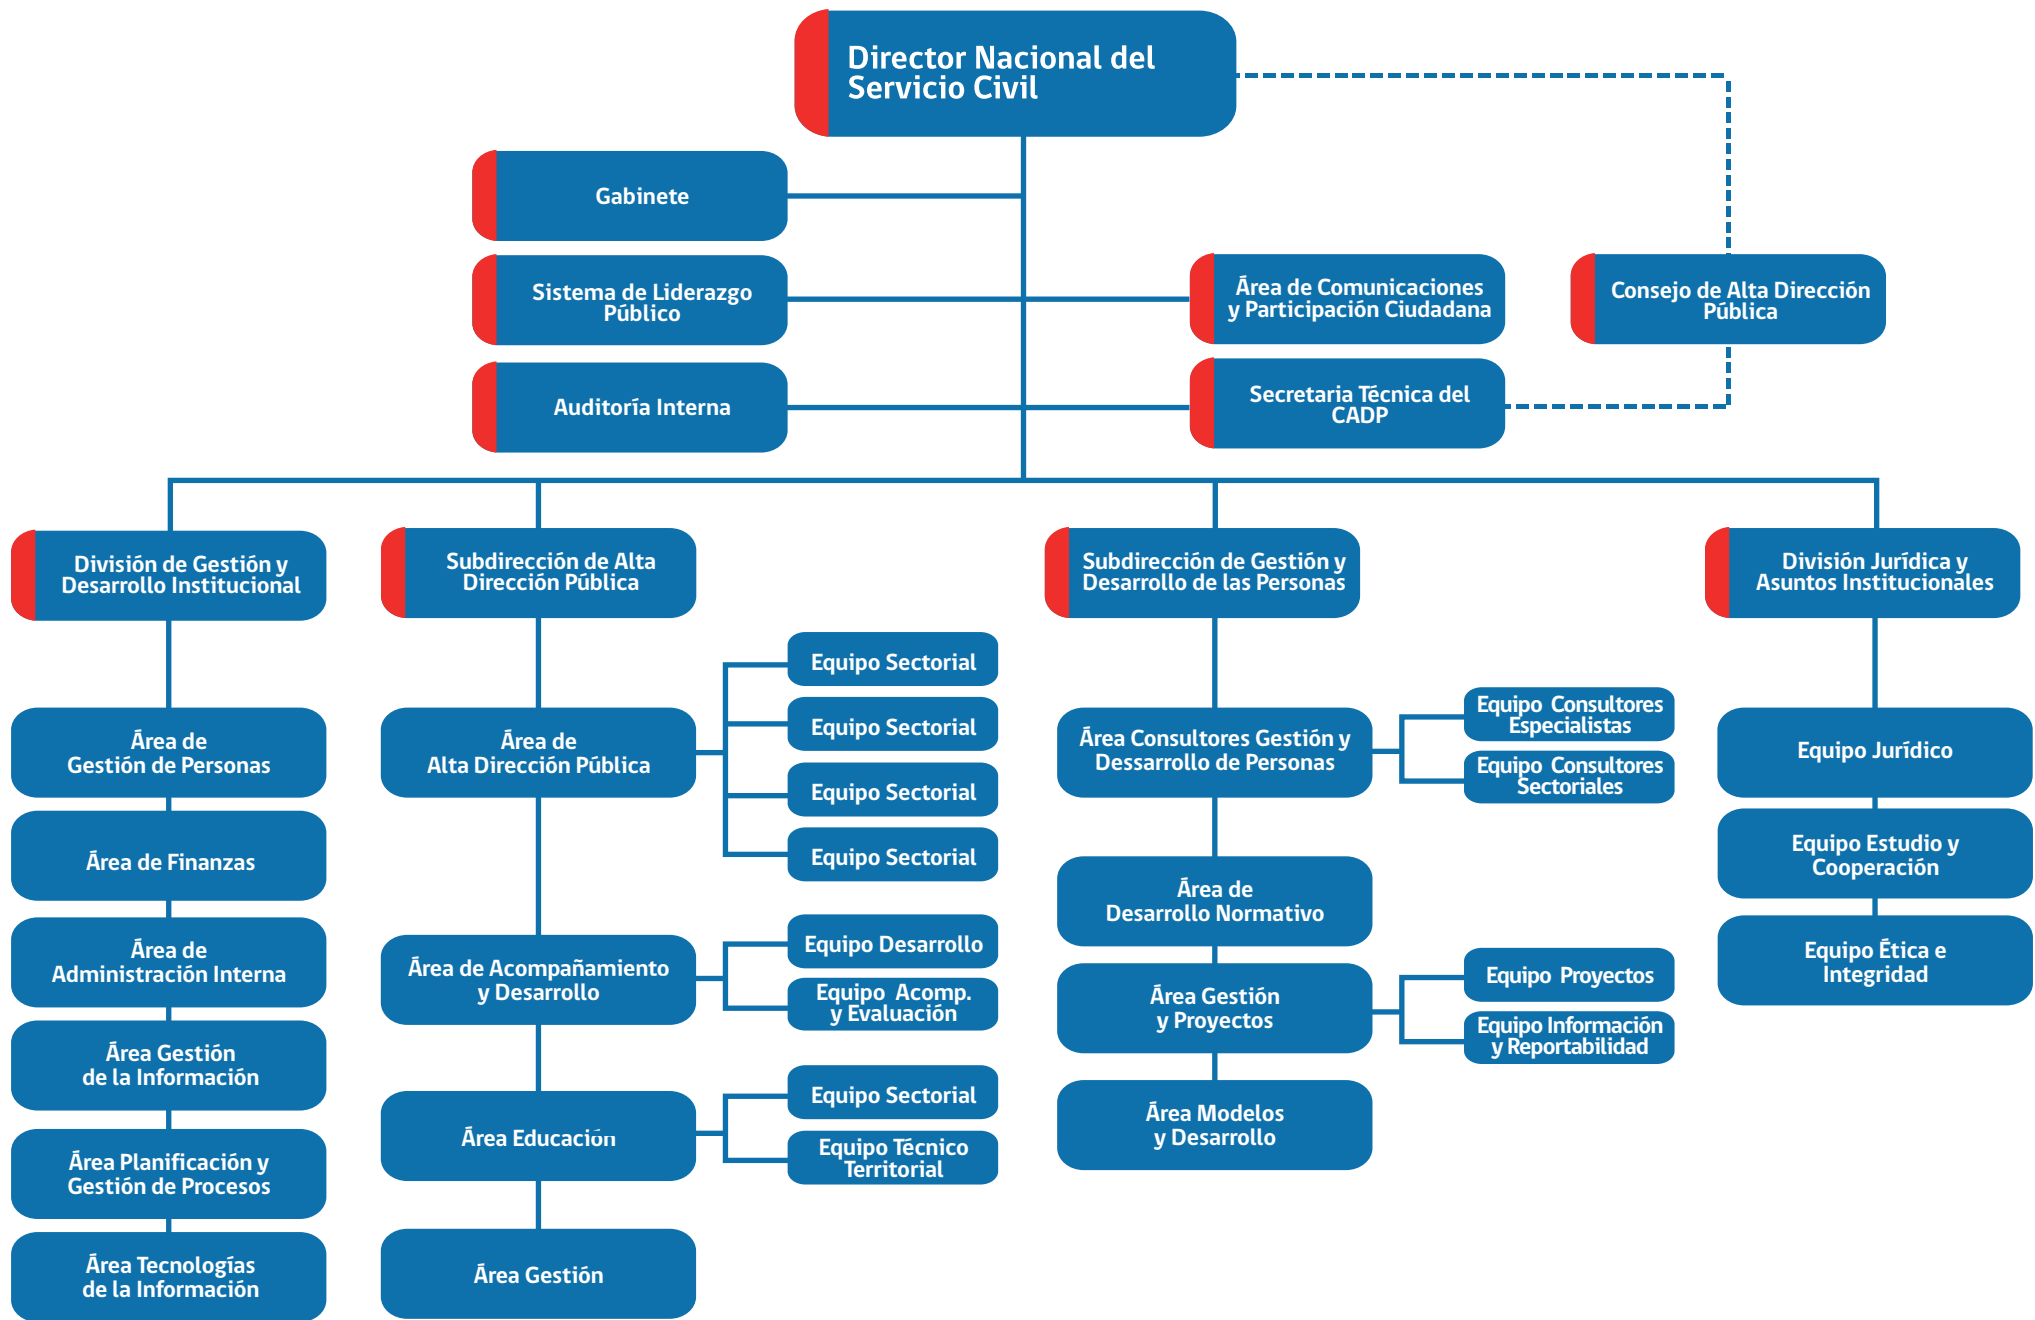 Director Nacional del
Servicio Civil
Gabinete
Sistema de Liderazgo
Público
Área de Comunicaciones
y Participación Ciudadana
Consejo de Alta Dirección
Pública
Auditoría Interna
Secretaria Técnica del
CADP
División de Gestión y
Desarrollo Institucional
Área de
Gestión de Personas
Área de Finanzas
Área de
Administración Interna
Área Gestión
de la Información
Área Planificación y
Gestión de Procesos
Área Tecnologías
de la Información
Subdirección de Alta
Dirección Pública
Área de
Alta Dirección Pública
Equipo Sectorial
Equipo Sectorial
Equipo Sectorial
Equipo Sectorial
Área de Acompañamiento
y Desarrollo
Equipo Desarrollo
Equipo Acomp.
y Evaluación
Área Educación
Equipo Sectorial
Equipo Técnico
Territorial
Área Gestión
Subdirección de Gestión y
Desarrollo de las Personas
Área Consultores Gestión y
Dessarrollo de Personas
Equipo Consultores
Especialistas
Equipo Consultores
Sectoriales
Área de
Desarrollo Normativo
Área Gestión
y Proyectos
Equipo Proyectos
Equipo Información
y Reportabilidad
Área Modelos
y Desarrollo
División Jurídica y
Asuntos Institucionales
Equipo Jurídico
Equipo Estudio y
Cooperación
Equipo Ética e
Integridad